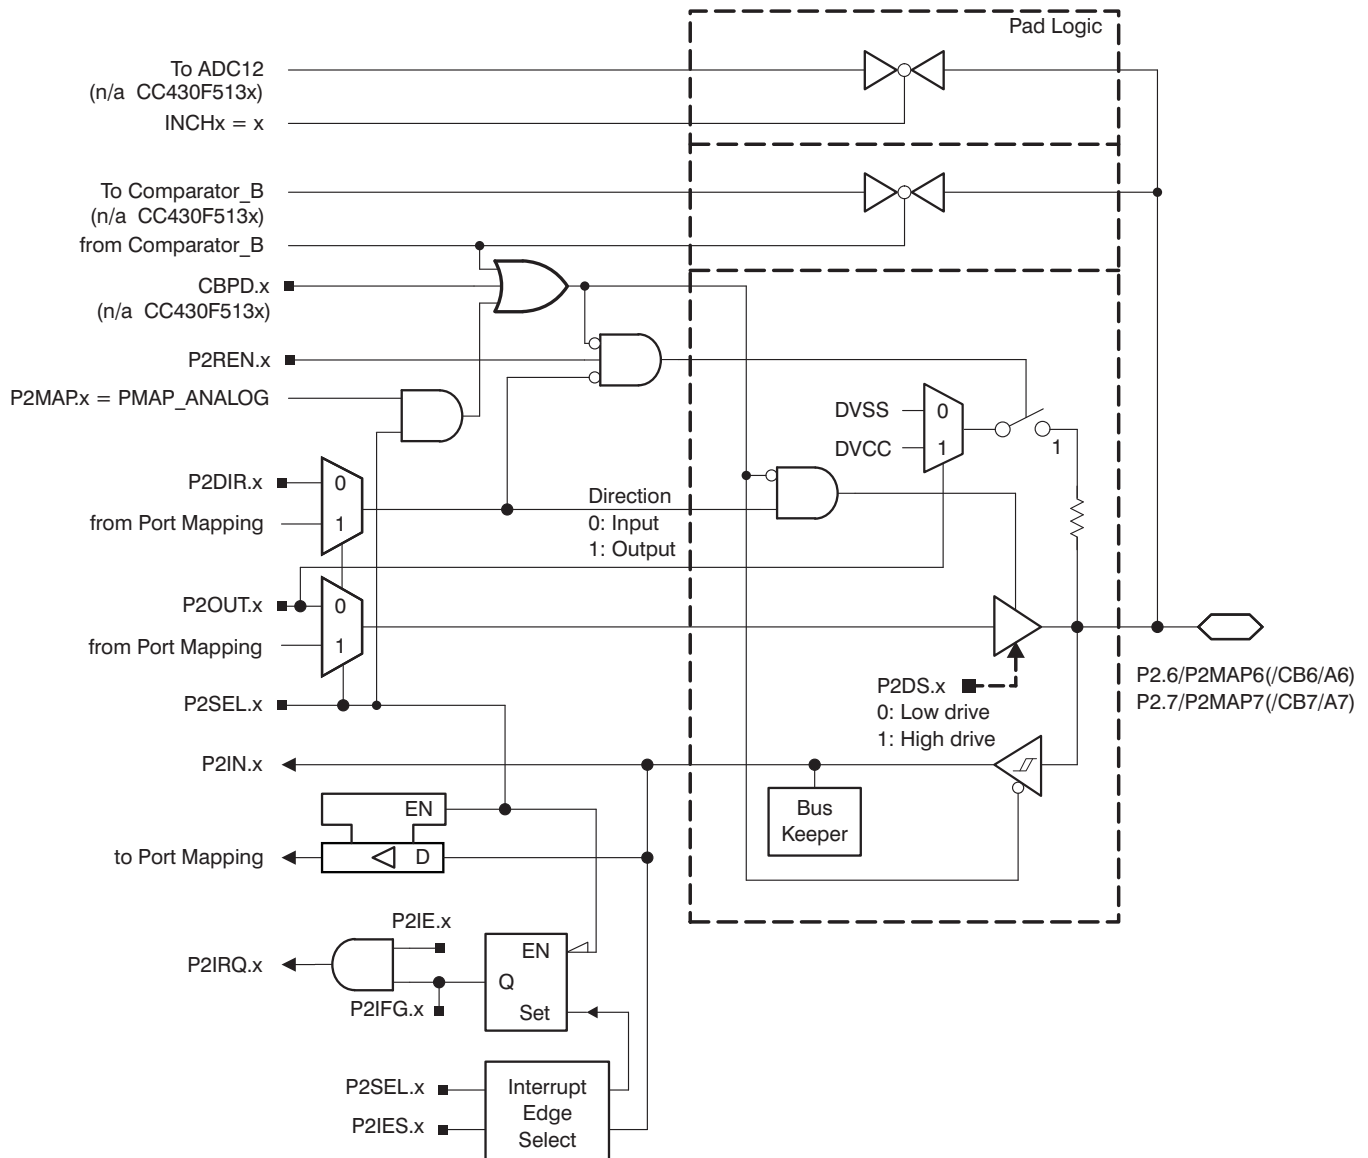 Pad Logic
To ADC12
(n/a CC430F513x)
INCHx = x
To Comparator_B
(n/a CC430F513x)
from Comparator_B
CBPD.x
(n/a CC430F513x)
P2REN.x
P2MAP.x = PMAP_ANALOG
DVSS
0
DVCC
1
1
P2DIR.x
0
from Port Mapping
1
Direction
0: Input
1: Output
P2OUT.x
0
from Port Mapping
1
P2SEL.x
P2DS.x
0: Low drive
1: High drive
P2.6/P2MAP6(/CB6/A6)
P2.7/P2MAP7(/CB7/A7)
P2IN.x
EN
Bus
Keeper
to Port Mapping
D
P2IE.x
P2IRQ.x
EN
Q
P2IFG.x
Set
P2SEL.x
P2IES.x
Interrupt
Edge
Select